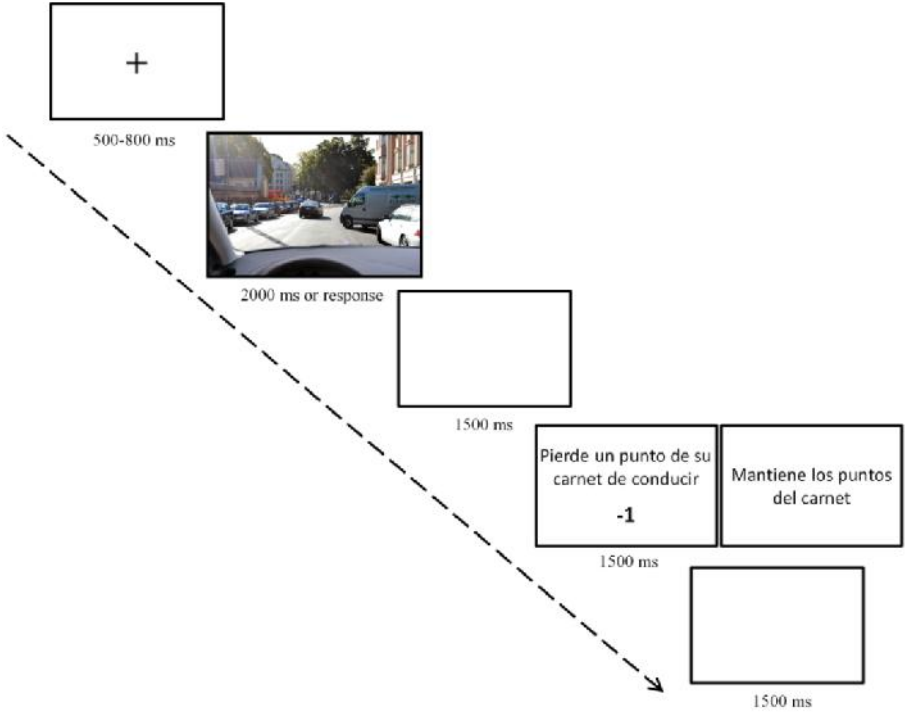 +
500-800 ms
2000 ms or response
1500 ms
Pierde un punto de su
carnet de conducir
-1
Mantiene los puntos
del carnet
1500 ms
1500 ms